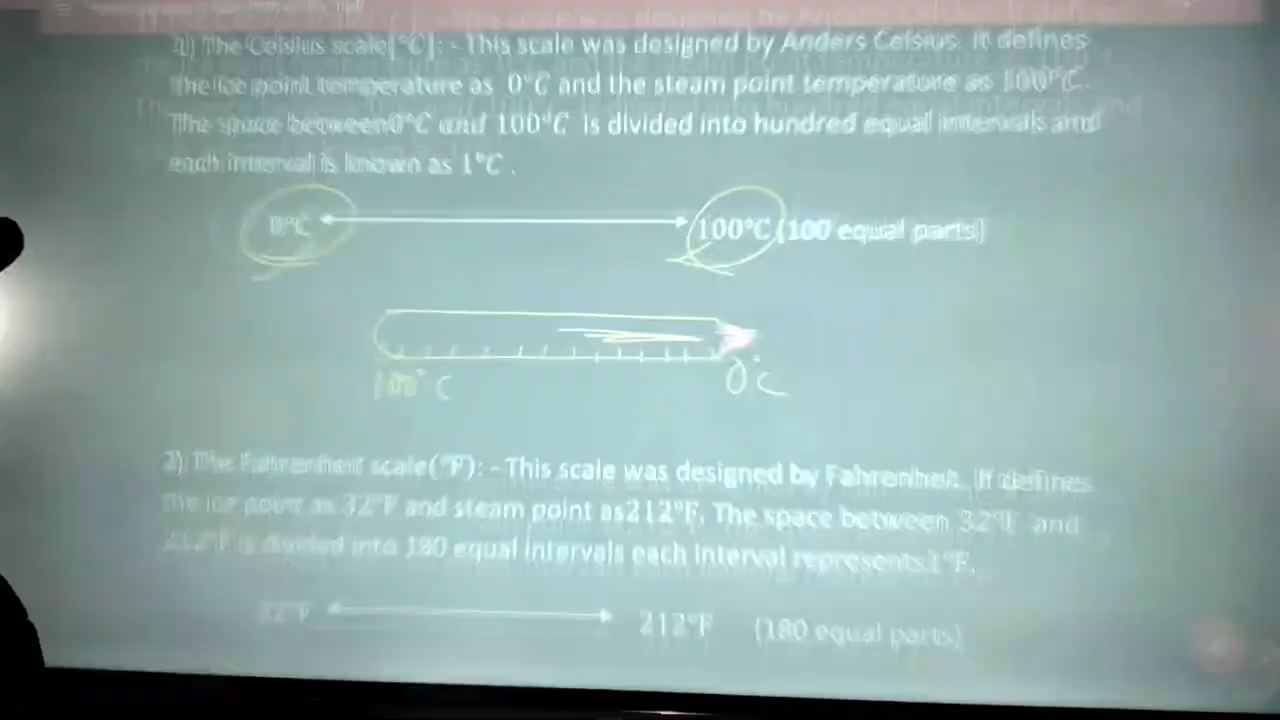 1) The Celsius scale[°C]: - This scale was designed by Anders Celsius. It defines
the ice point temperature as 0°C and the steam point temperature as 100°C.
The space between 0°C and 100°C is divided into hundred equal intervals and
each interval is known as 1°C .
0°C 100°C (100 equal parts)
100°C 0°C
2) The Fahrenheit scale(°F): - This scale was designed by Fahrenheit. It defines
the ice point as 32°F and steam point as212°F. The space between 32°F and
212°F is divided into 180 equal intervals each interval represents1°F.
32°F 212°F (180 equal parts)